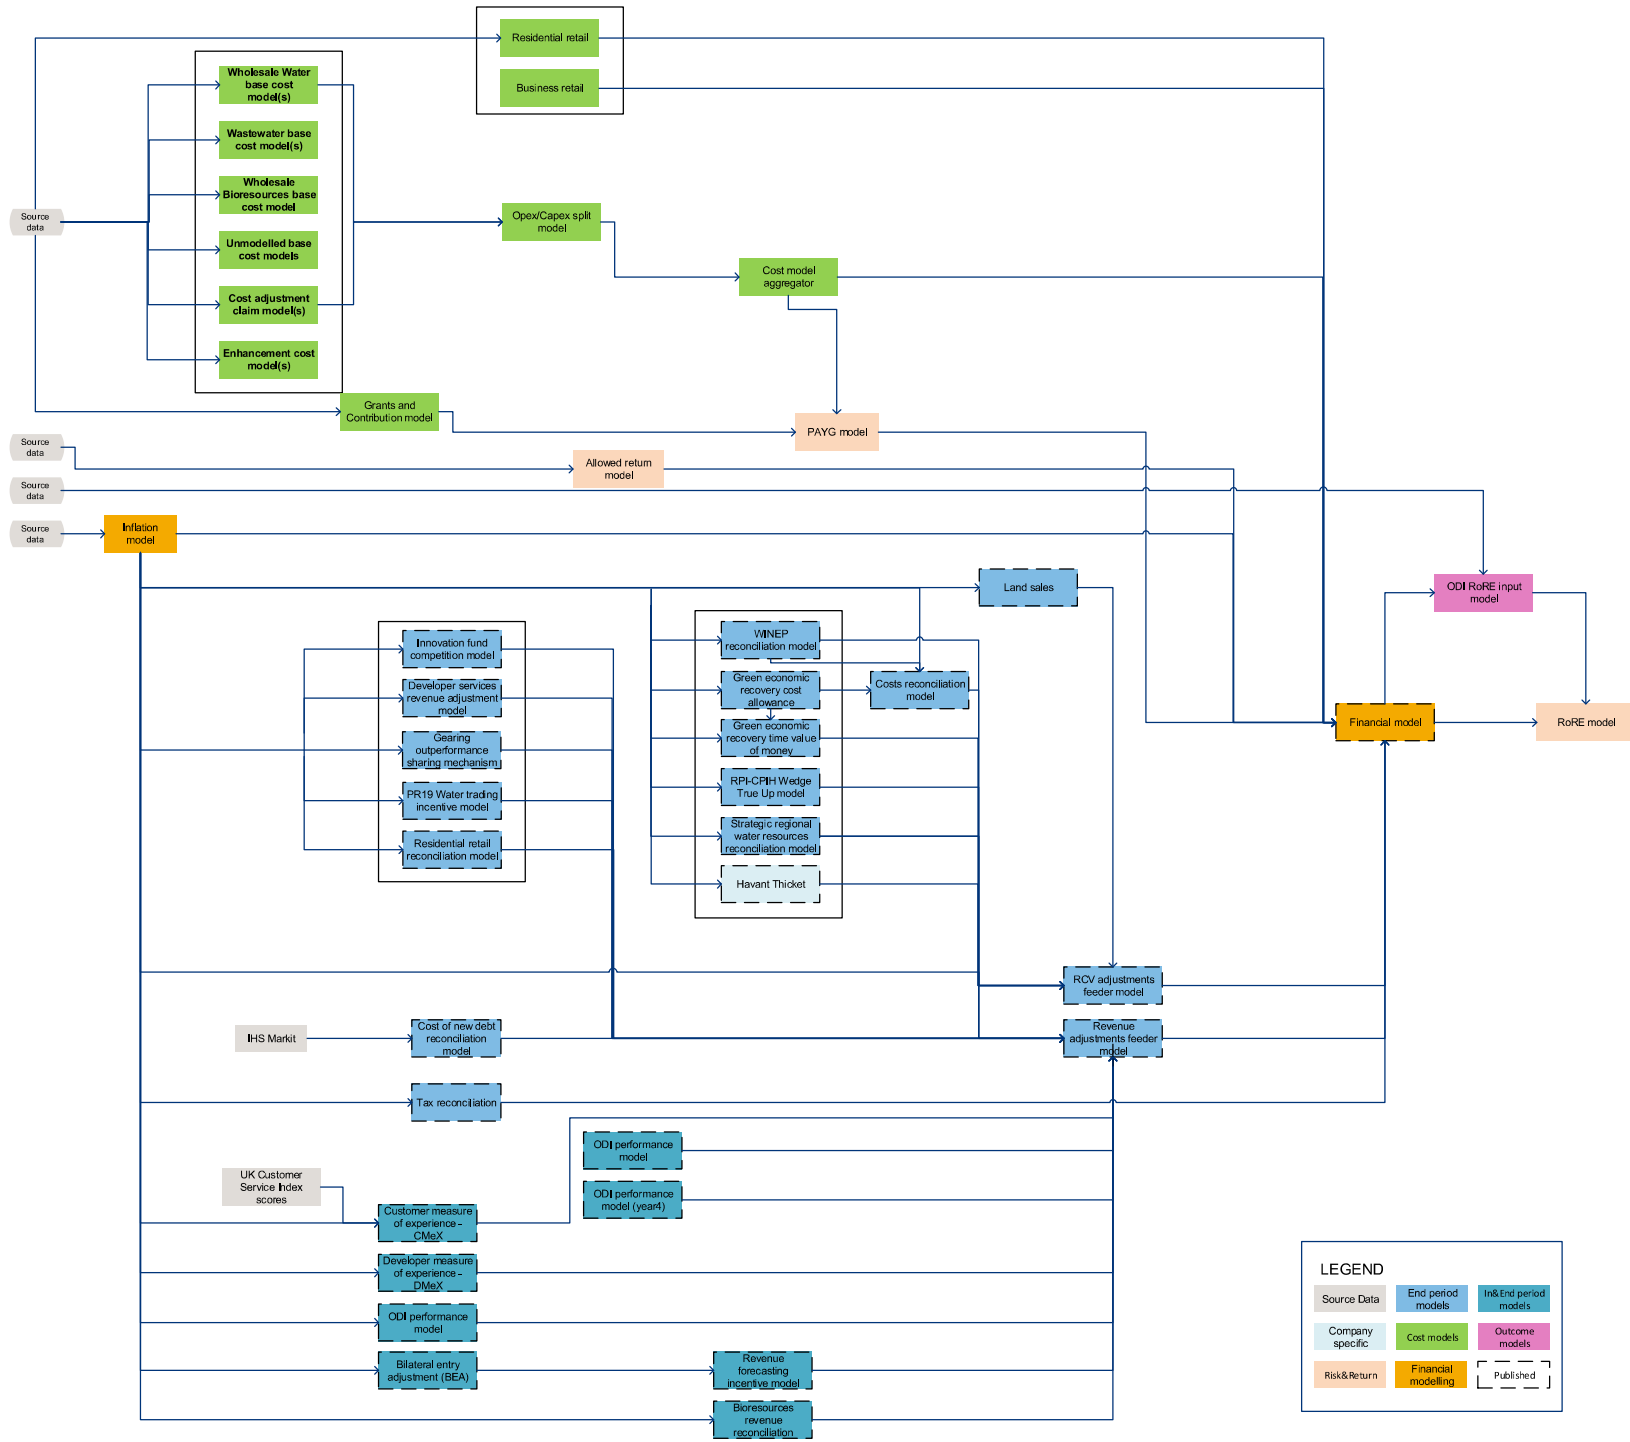 Residential retail
Business retail
Wholesale Water
base cost
model(s)
Wastewater base
cost model(s)
Wholesale
Bioresources base
cost model
Source
data
Opex/Capex split
model
Unmodelled base
cost models
Cost model
aggregator
Cost adjustment
claim model(s)
Enhancement cost
model(s)
Grants and
Contribution model
PAYG model
Source
data
Allowed return
model
Source
data
Source
data
Inflation
model
Land sales
ODI RoRE input
model
WINEP
reconciliation model
Innovation fund
competition model
Developer services
revenue adjustment
model
Green economic
recovery cost
allowance
Costs reconciliation
model
Financial model
RoRE model
Gearing
outperformance
sharing mechanism
Green economic
recovery time value
of money
PR19 Water trading
incentive model
RPI-CPIH Wedge
True Up model
Residential retail
reconciliation model
Strategic regional
water resources
reconciliation model
Havant Thicket
RCV adjustments
feeder model
IHS Markit
Cost of new debt
reconciliation
model
Revenue
adjustments feeder
model
Tax reconciliation
ODI performance
model
UK Customer
Service Index
scores
ODI performance
model (year4)
Customer measure
of experience –
CMeX
Developer measure
of experience –
DMeX
ODI performance
model
Bilateral entry
adjustment (BEA)
Revenue
forecasting
incentive model
Bioresources
revenue
reconciliation
LEGEND
Source Data
End period
models
In&End period
models
Company
specific
Cost models
Outcome
models
Risk&Return
Financial
modelling
Published